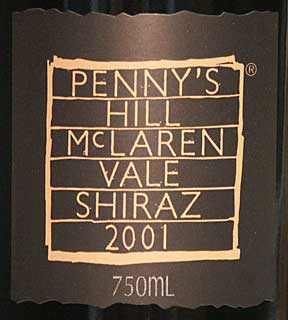 PENNY'S ®
HILL
McLAREN
VALE
SHIRAZ
2001
750ML